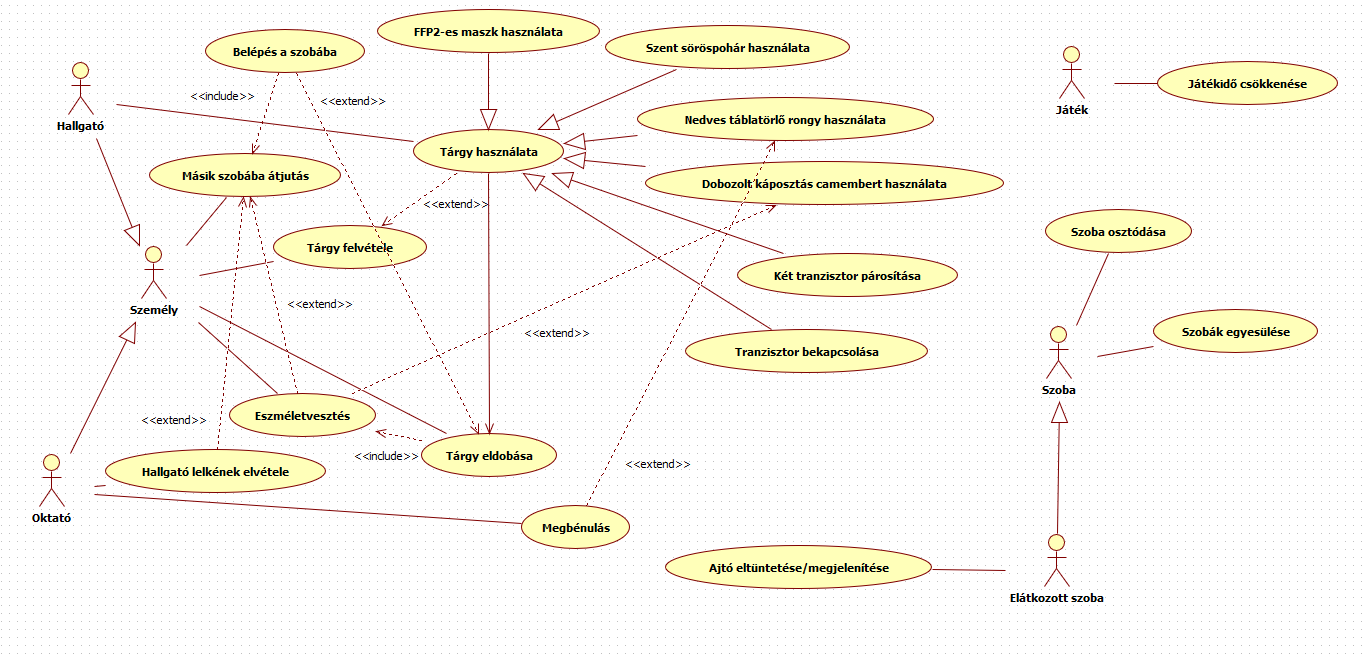 FFP2-es maszk használata
Belépés a szobába
Szent söröspohár használata
Játékidő csökkenése
<<include>>
<<extend>>
Játék
Hallgató
Nedves táblatörlő rongy használata
Tárgy használata
Másik szobába átjutás
Dobozolt káposztás camembert használata
<<extend>>
Szoba osztódása
Tárgy felvétele
Két tranzisztor párosítása
<<extend>>
Személy
<<extend>>
Szobák egyesülése
Tranzisztor bekapcsolása
Szoba
Eszméletvesztés
<<extend>>
<<include>>
Tárgy eldobása
<<extend>>
Hallgató lelkének elvétele
Oktató
Megbénulás
Ajtó eltüntetése/megjelenítése
Elátkozott szoba